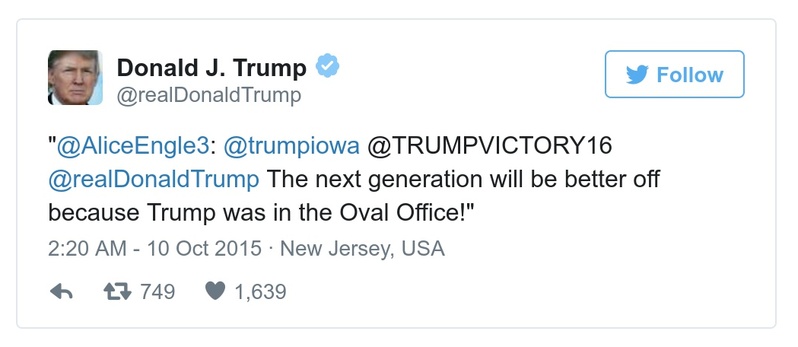 Donald J. Trump
Follow
@realDonaldTrump
"@AliceEngle3: @trumpiowa @TRUMPVICTORY16
@realDonaldTrump The next generation will be better off
because Trump was in the Oval Office!"
2:20 AM - 10 Oct 2015 · New Jersey, USA
749 1,639